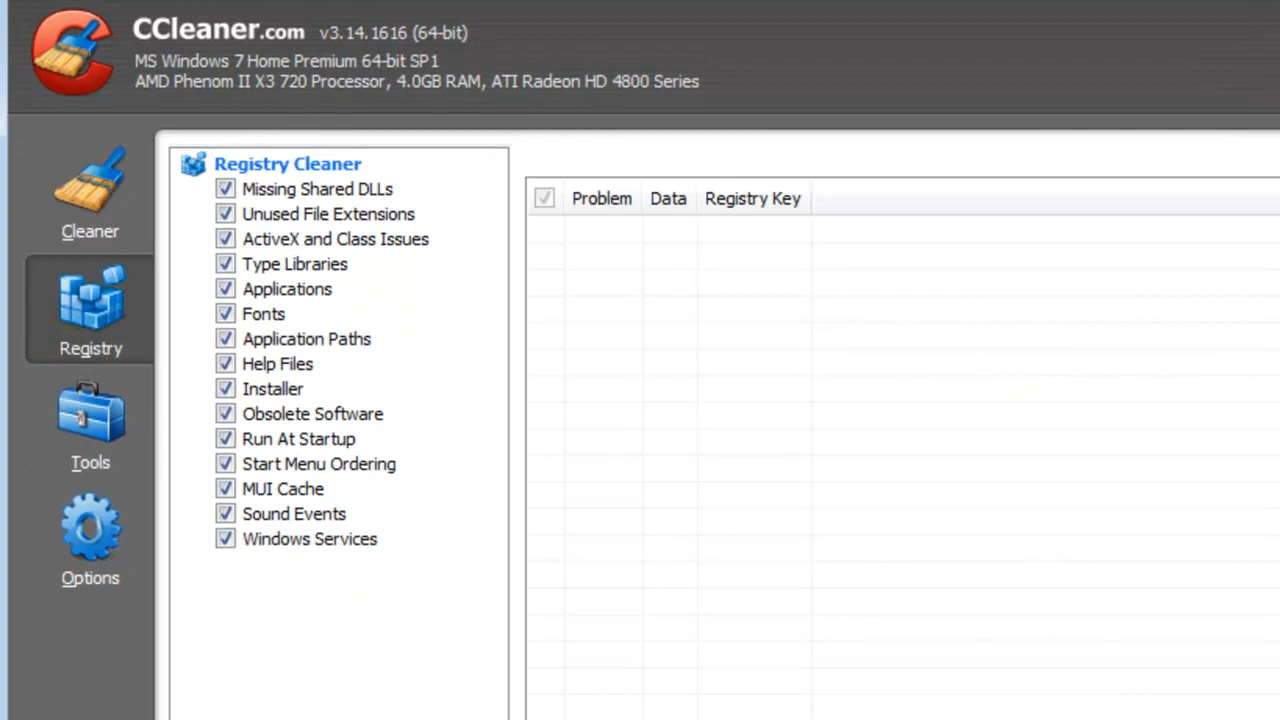 CCleaner.com v3.14.1616 (64-bit)
MS Windows 7 Home Premium 64-bit SP1
AMD Phenom II X3 720 Processor, 4.0GB RAM, ATI Radeon HD 4800 Series
Cleaner
Registry
Tools
Options
Registry Cleaner
Missing Shared DLLs
Unused File Extensions
ActiveX and Class Issues
Type Libraries
Applications
Fonts
Application Paths
Help Files
Installer
Obsolete Software
Run At Startup
Start Menu Ordering
MUI Cache
Sound Events
Windows Services
Problem Data Registry Key